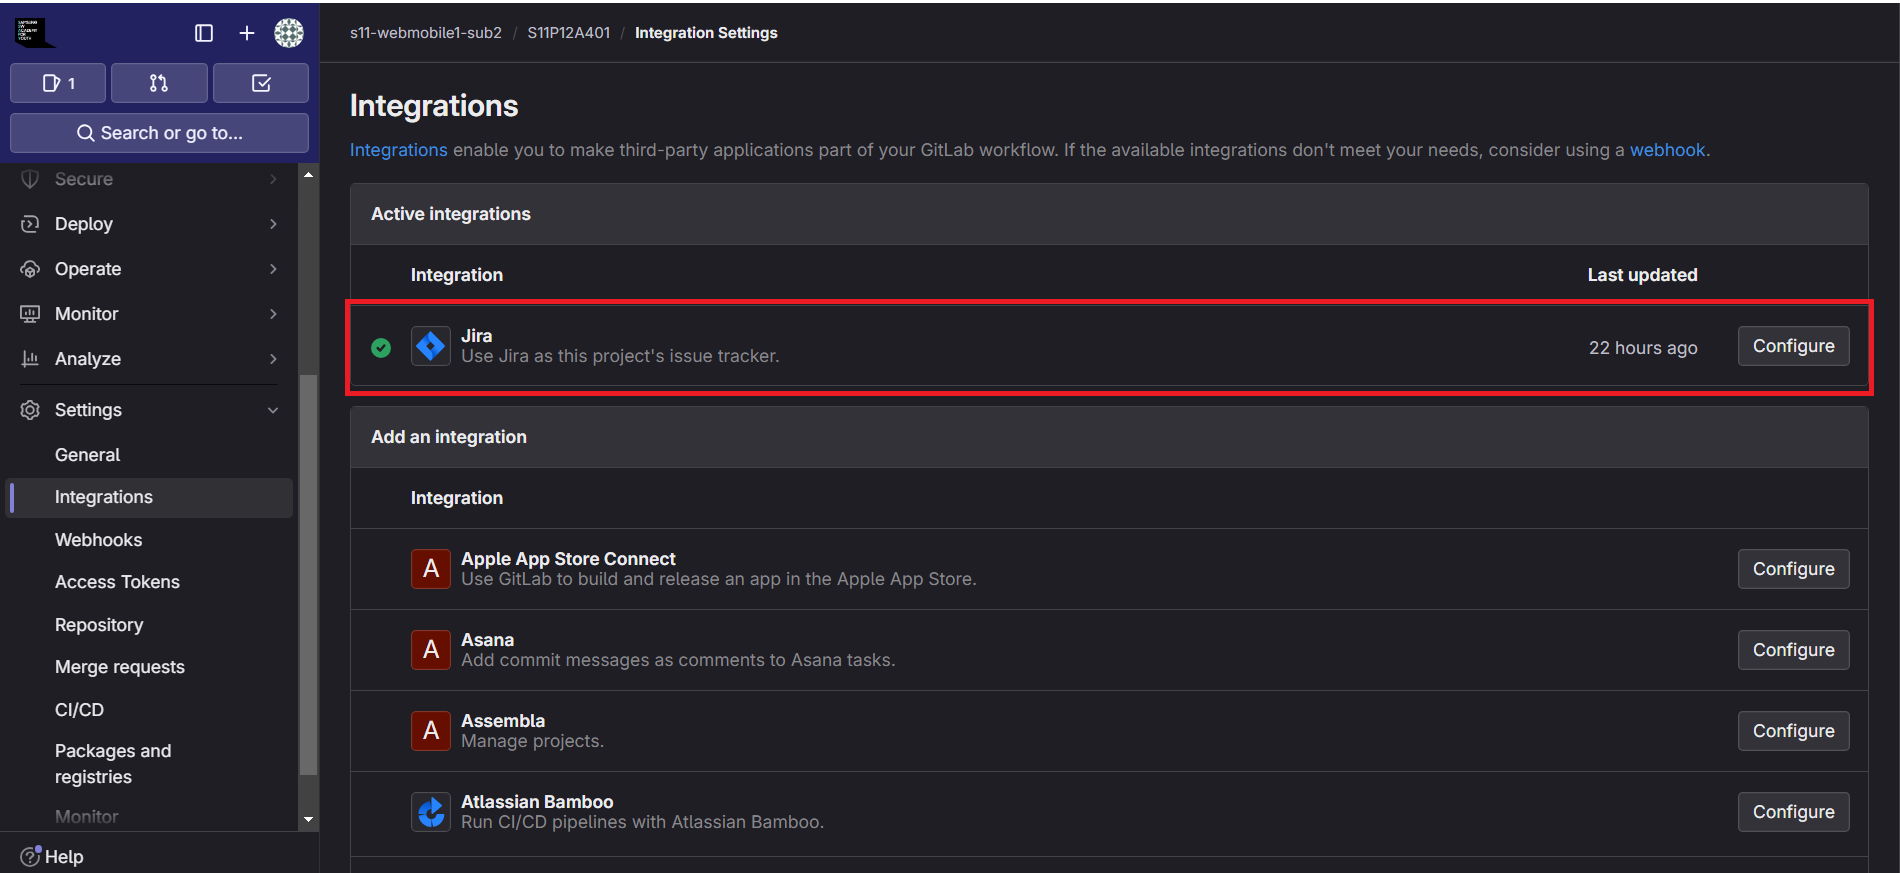 SAMSUNG
SW
ACADEMY
FOR
YOUTH
1
Search or go to...
Secure
Deploy
Operate
Monitor
Analyze
Settings
General
Integrations
Webhooks
Access Tokens
Repository
Merge requests
CI/CD
Packages and
registries
Monitor
Help
s11-webmobile1-sub2 / S11P12A401 / Integration Settings
Integrations
Integrations enable you to make third-party applications part of your GitLab workflow. If the available integrations don't meet your needs, consider using a webhook.
Active integrations
Integration Last updated
Jira
Use Jira as this project's issue tracker.
22 hours ago
Configure
Add an integration
Integration
A
Apple App Store Connect
Use GitLab to build and release an app in the Apple App Store.
Configure
A
Asana
Add commit messages as comments to Asana tasks.
Configure
A
Assembla
Manage projects.
Configure
Atlassian Bamboo
Run CI/CD pipelines with Atlassian Bamboo.
Configure